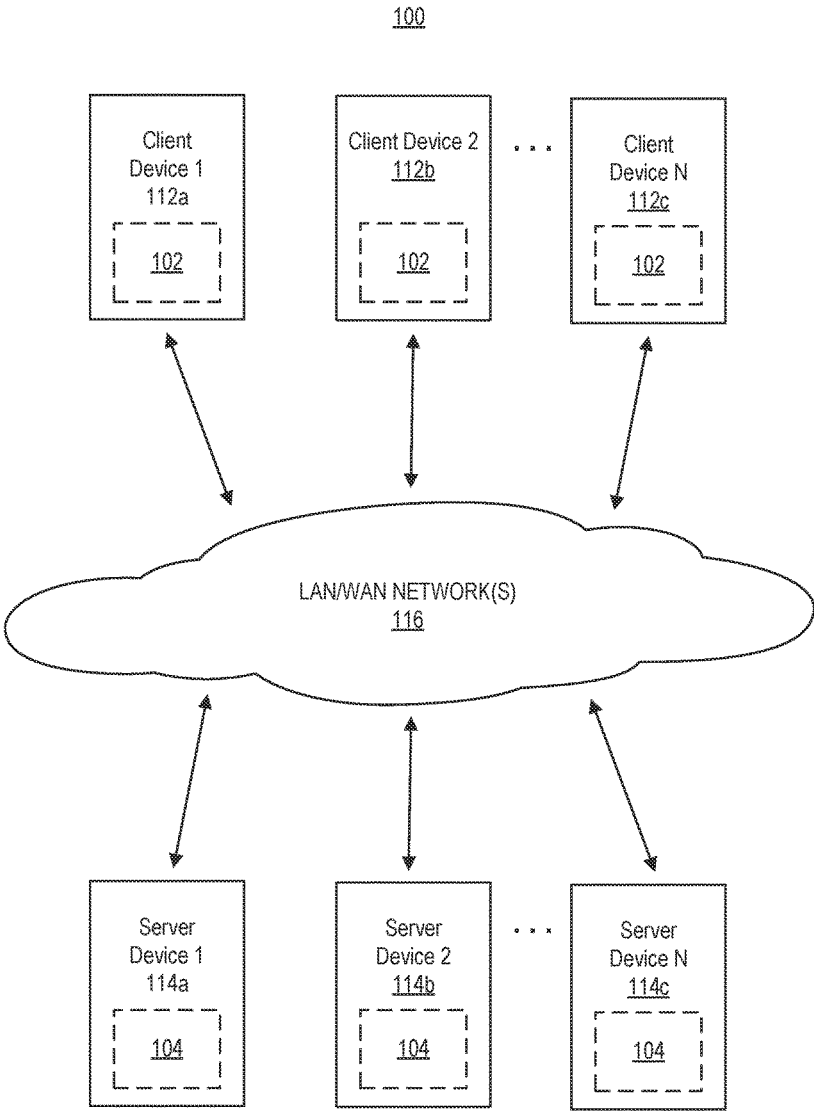 100
Client
Device 1
112a
102
Client Device 2
112b
102
. . .
Client
Device N
112c
102
LAN/WAN NETWORK(S)
116
Server
Device 1
114a
104
Server
Device 2
114b
104
. . .
Server
Device N
114c
104